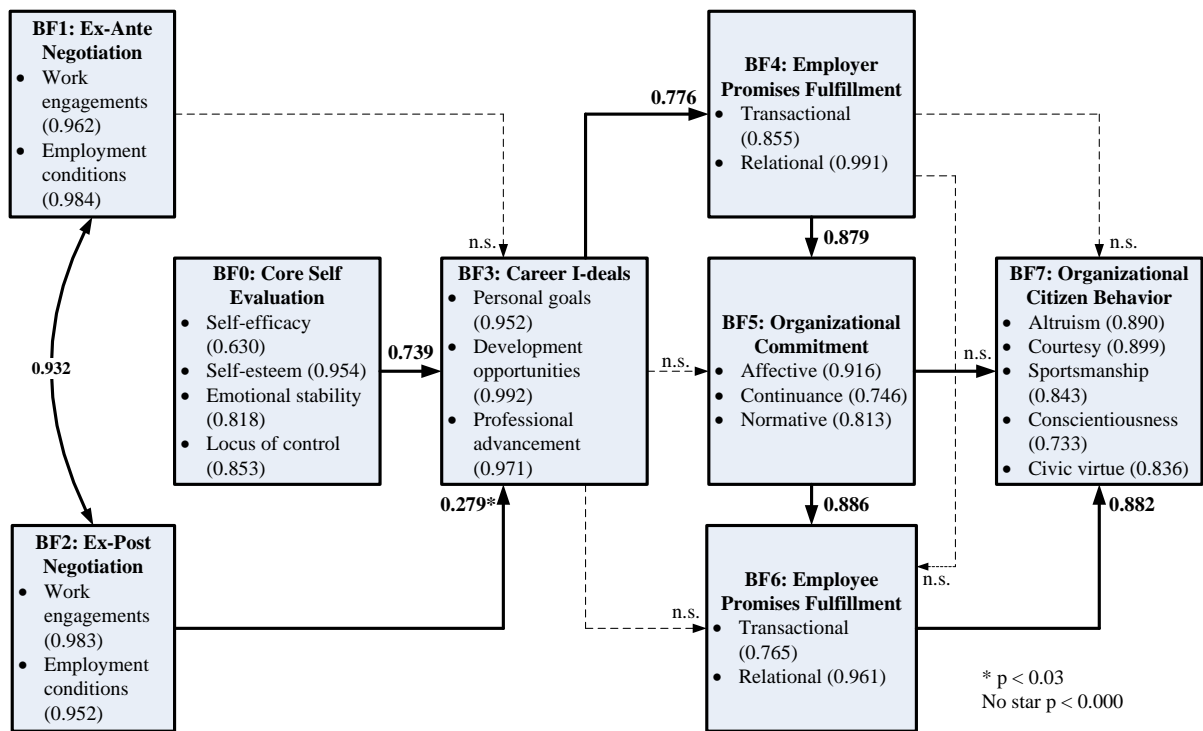 BF1: Ex-Ante
Negotiation
• Work
engagements
(0.962)
• Employment
conditions
(0.984)
0.932
BF2: Ex-Post
Negotiation
• Work
engagements
(0.983)
• Employment
conditions
(0.952)
BF0: Core Self
Evaluation
• Self-efficacy
(0.630)
• Self-esteem (0.954)
• Emotional stability
(0.818)
• Locus of control
(0.853)
0.739
n.s.
BF3: Career I-deals
• Personal goals
(0.952)
• Development
opportunities
(0.992)
• Professional
advancement
(0.971)
0.279*
0.776
n.s.
n.s.
BF4: Employer
Promises Fulfillment
• Transactional
(0.855)
• Relational (0.991)
0.879
BF5: Organizational
Commitment
• Affective (0.916)
• Continuance (0.746)
• Normative (0.813)
0.886
BF6: Employee
Promises Fulfillment
• Transactional
(0.765)
• Relational (0.961)
n.s.
n.s.
n.s.
BF7: Organizational
Citizen Behavior
• Altruism (0.890)
• Courtesy (0.899)
• Sportsmanship
(0.843)
• Conscientiousness
(0.733)
• Civic virtue (0.836)
0.882
* p < 0.03
No star p < 0.000